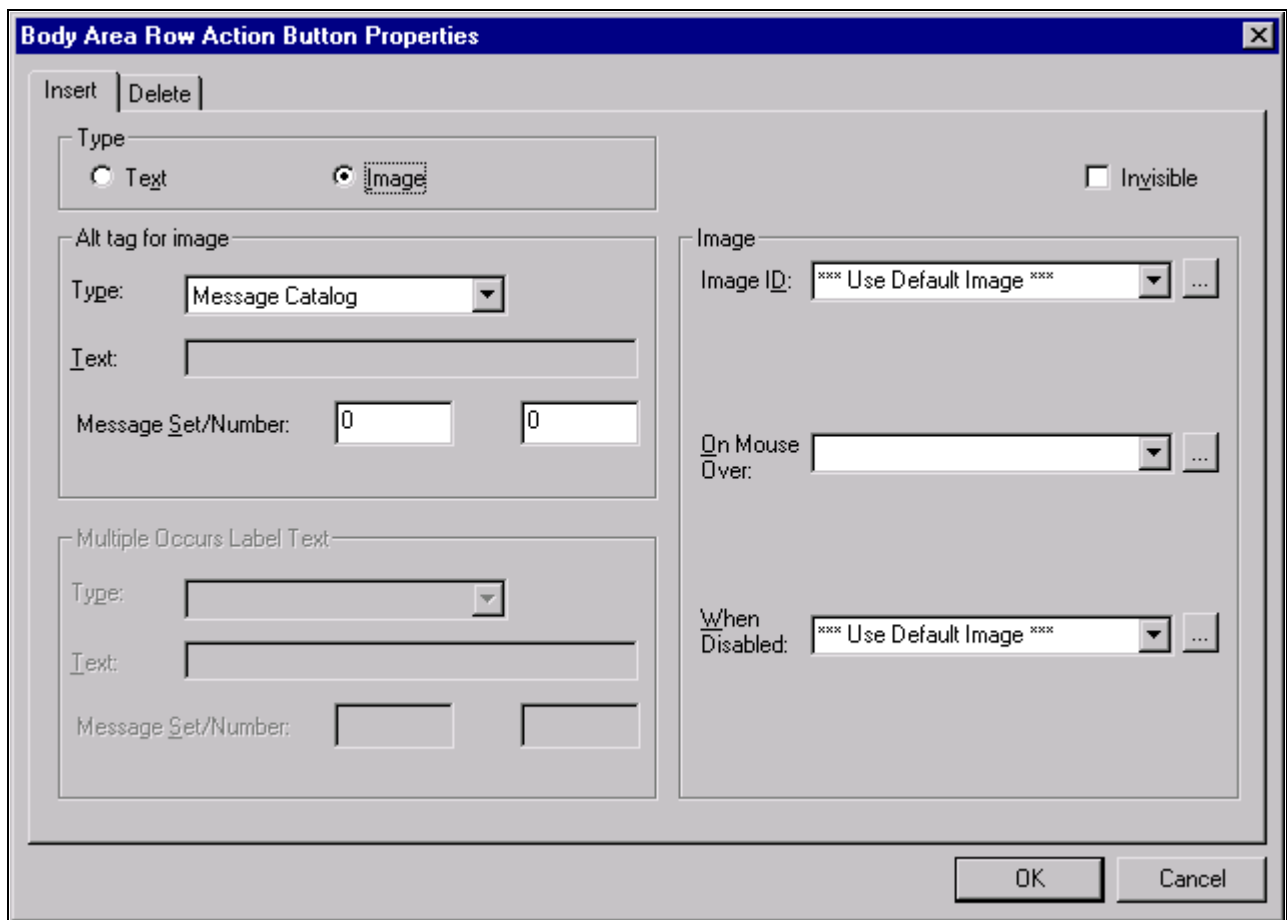 Body Area Row Action Button Properties
Insert Delete
Type
Text Image
Invisible
Alt tag for image
Type: Message Catalog
Text:
Message Set/Number: 0 0
Multiple Occurs Label Text
Type:
Text:
Message Set/Number:
Image
Image ID: *** Use Default Image *** ...
On Mouse
Over: ...
When
Disabled: *** Use Default Image *** ...
OK Cancel